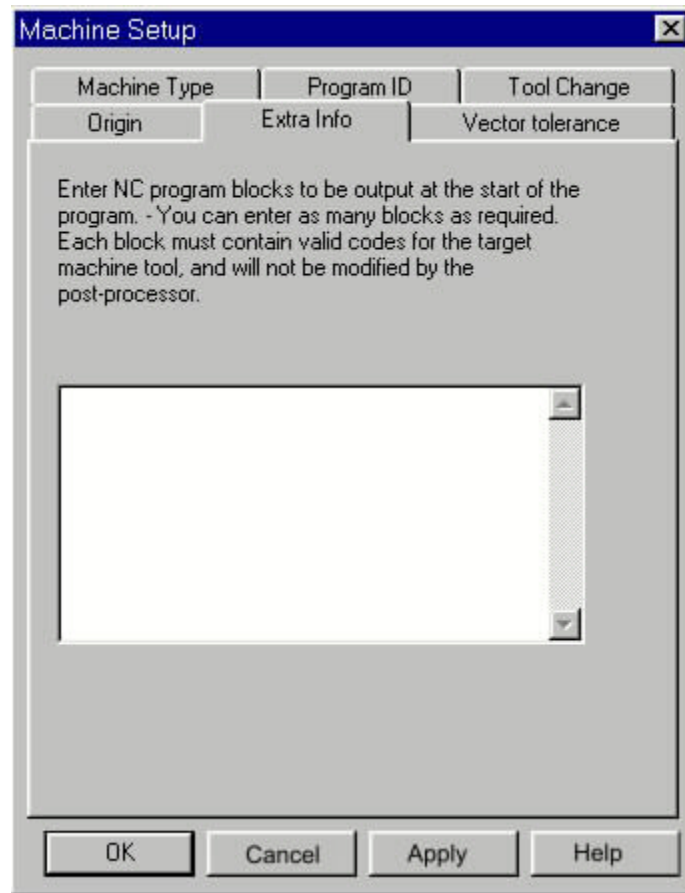 Machine Setup
Machine Type Program ID Tool Change
Origin Extra Info Vector tolerance
Enter NC program blocks to be output at the start of the
program. - You can enter as many blocks as required.
Each block must contain valid codes for the target
machine tool, and will not be modified by the
post-processor.
OK Cancel Apply Help